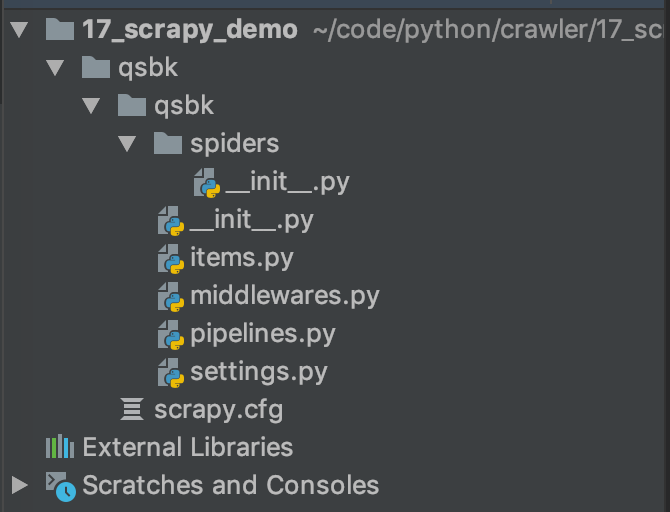 17_scrapy_demo ~/code/python/crawler/17_sc
qsbk
qsbk
spiders
__init__.py
__init__.py
items.py
middlewares.py
pipelines.py
settings.py
scrapy.cfg
External Libraries
Scratches and Consoles